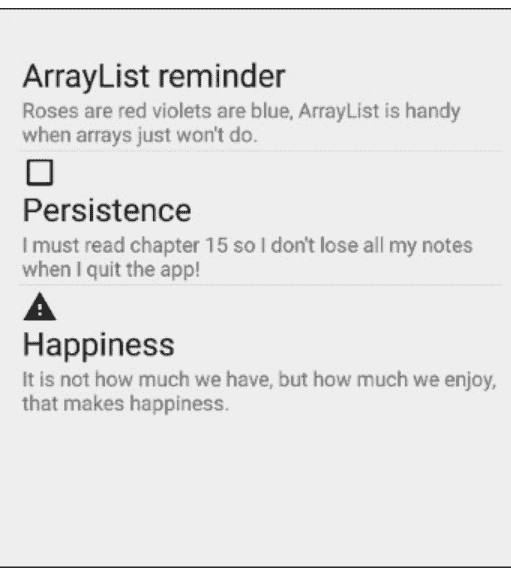 ArrayList reminder
Roses are red violets are blue, ArrayList is handy
when arrays just won't do.
Persistence
I must read chapter 15 so I don't lose all my notes
when I quit the app!
Happiness
It is not how much we have, but how much we enjoy,
that makes happiness.